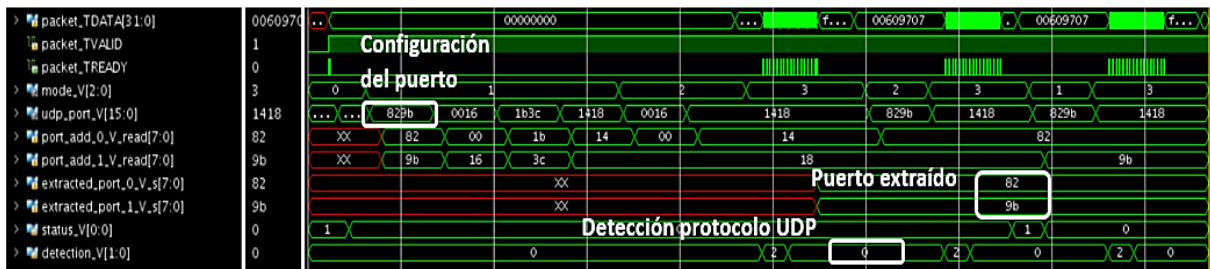 packet_TDATA[31:0] 00609707 00000000 f... 00609707 00609707 f...
packet_TVALID 1
packet_TREADY 0
Configuración
del puerto
mode_V[2:0] 3 0 1 2 3 2 3 1 3
udp_port_V[15:0] 1418 ... ... 829b 0016 1b3c 1418 0016 1418 829b 1418 829b 1418
port_add_0_V_read[7:0] 82 XX 82 00 1b 14 00 14 82
port_add_1_V_read[7:0] 9b XX 9b 16 3c 18 9b
Puerto extraído
extracted_port_0_V_s[7:0] 82 XX 82
extracted_port_1_V_s[7:0] 9b XX 9b
Detección protocolo UDP
status_V[0:0] 0 1 1 0
detection_V[1:0] 0 0 2 0 2 0 2 0